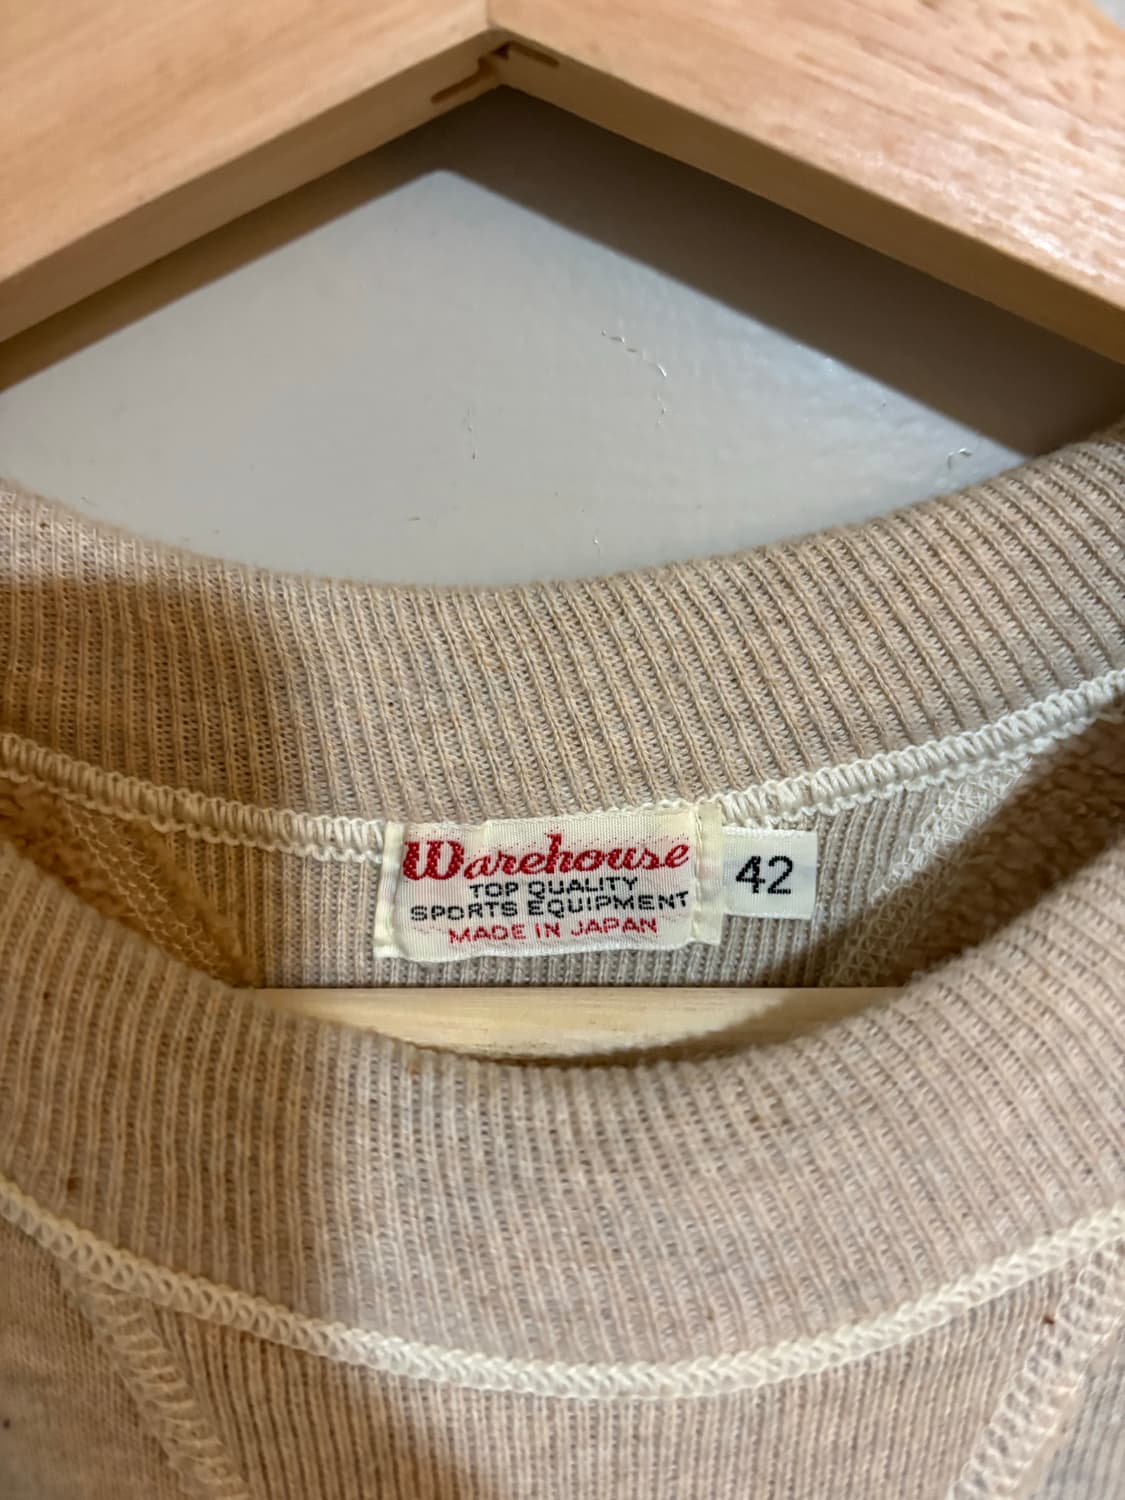 Warehouse
TOP QUALITY
SPORTS EQUIPMENT
MADE IN JAPAN
42